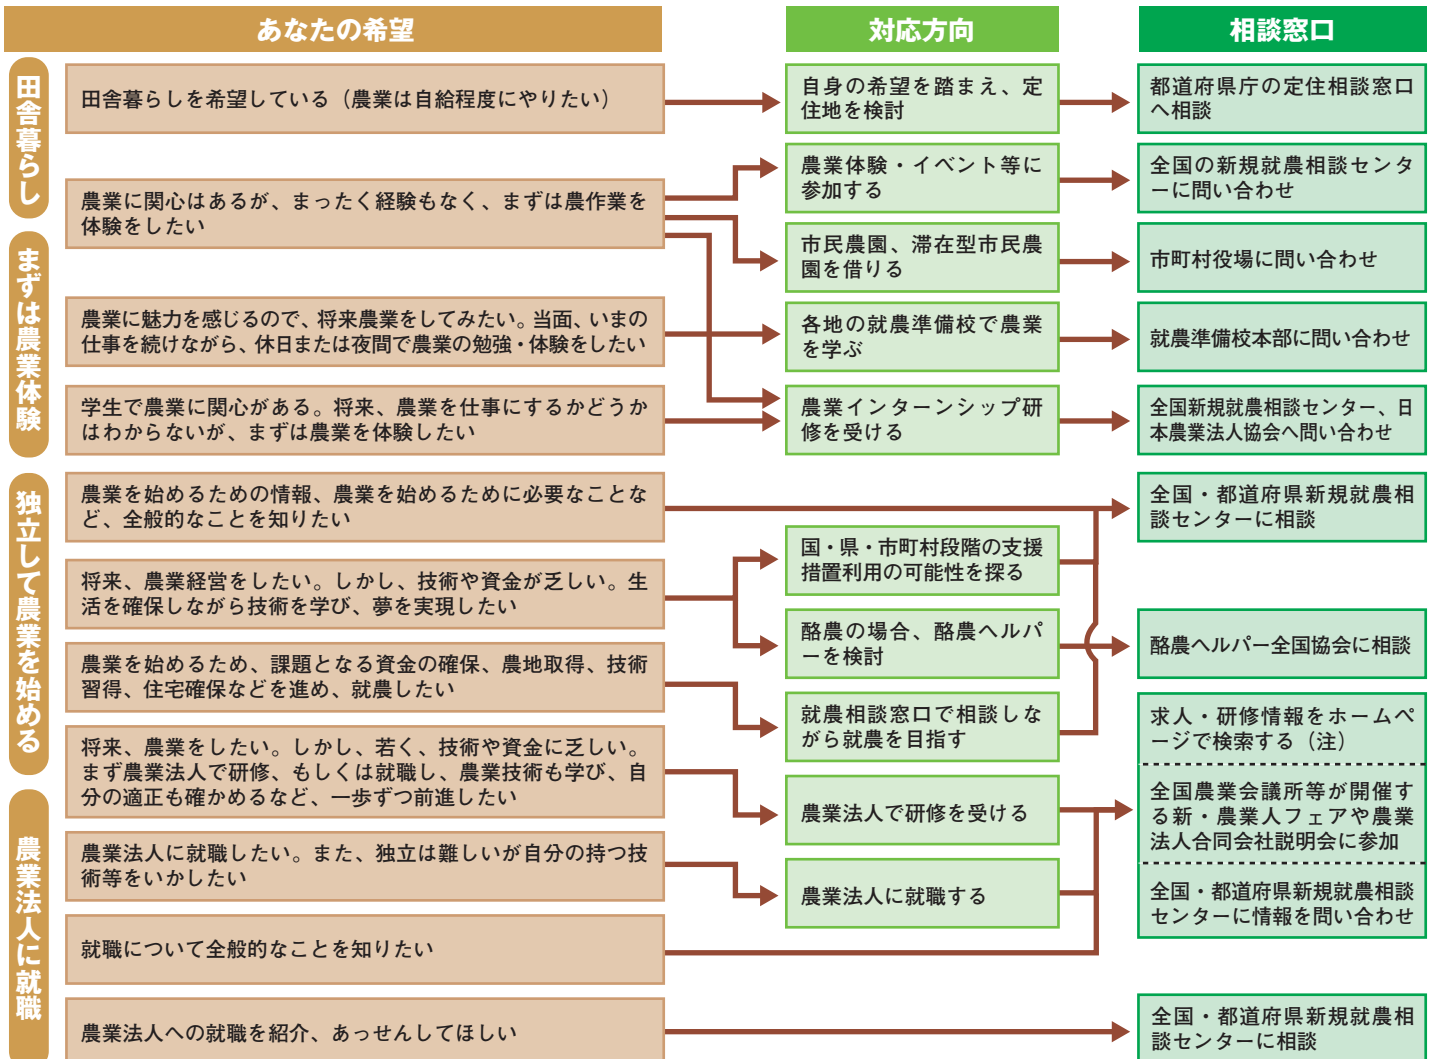 あなたの希望
対応方向
相談窓口
田舎暮らし
田舎暮らしを希望している（農業は自給程度にやりたい）
自身の希望を踏まえ、定
住地を検討
都道府県庁の定住相談窓口
へ相談
農業に関心はあるが、まったく経験もなく、まずは農作業を
体験をしたい
農業体験・イベント等に
参加する
全国の新規就農相談センタ
ーに問い合わせ
市民農園、滞在型市民農
園を借りる
市町村役場に問い合わせ
まずは農業体験
農業に魅力を感じるので、将来農業をしてみたい。当面、いまの
仕事を続けながら、休日または夜間で農業の勉強・体験をしたい
各地の就農準備校で農業
を学ぶ
就農準備校本部に問い合わせ
学生で農業に関心がある。将来、農業を仕事にするかどうか
はわからないが、まずは農業を体験したい
農業インターンシップ研
修を受ける
全国新規就農相談センター、日
本農業法人協会へ問い合わせ
独立して農業を始める
農業を始めるための情報、農業を始めるために必要なことな
ど、全般的なことを知りたい
全国・都道府県新規就農相
談センターに相談
将来、農業経営をしたい。しかし、技術や資金が乏しい。生
活を確保しながら技術を学び、夢を実現したい
国・県・市町村段階の支援
措置利用の可能性を探る
酪農の場合、酪農ヘルパ
ーを検討
酪農ヘルパー全国協会に相談
農業を始めるため、課題となる資金の確保、農地取得、技術
習得、住宅確保などを進め、就農したい
就農相談窓口で相談しな
がら就農を目指す
将来、農業をしたい。しかし、若く、技術や資金に乏しい。
まず農業法人で研修、もしくは就職し、農業技術も学び、自
分の適正も確かめるなど、一歩ずつ前進したい
農業法人で研修を受ける
求人・研修情報をホームペ
ージで検索する（注）
全国農業会議所等が開催す
る新・農業人フェアや農業
法人合同会社説明会に参加
全国・都道府県新規就農相談
センターに情報を問い合わせ
農業法人に就職
農業法人に就職したい。また、独立は難しいが自分の持つ技
術等をいかしたい
農業法人に就職する
就職について全般的なことを知りたい
農業法人への就職を紹介、あっせんしてほしい
全国・都道府県新規就農相
談センターに相談